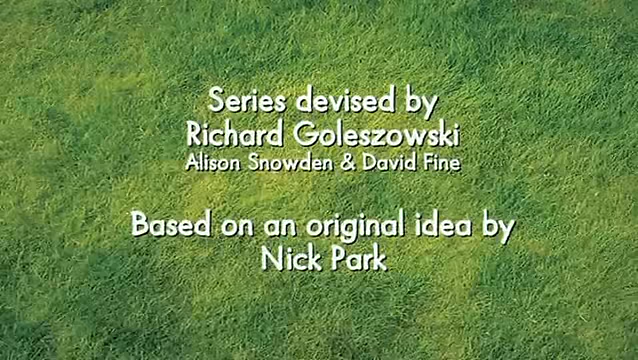 Series devised by
Richard Goleszowski
Alison Snowden & David Fine
Based on an original idea by
Nick Park